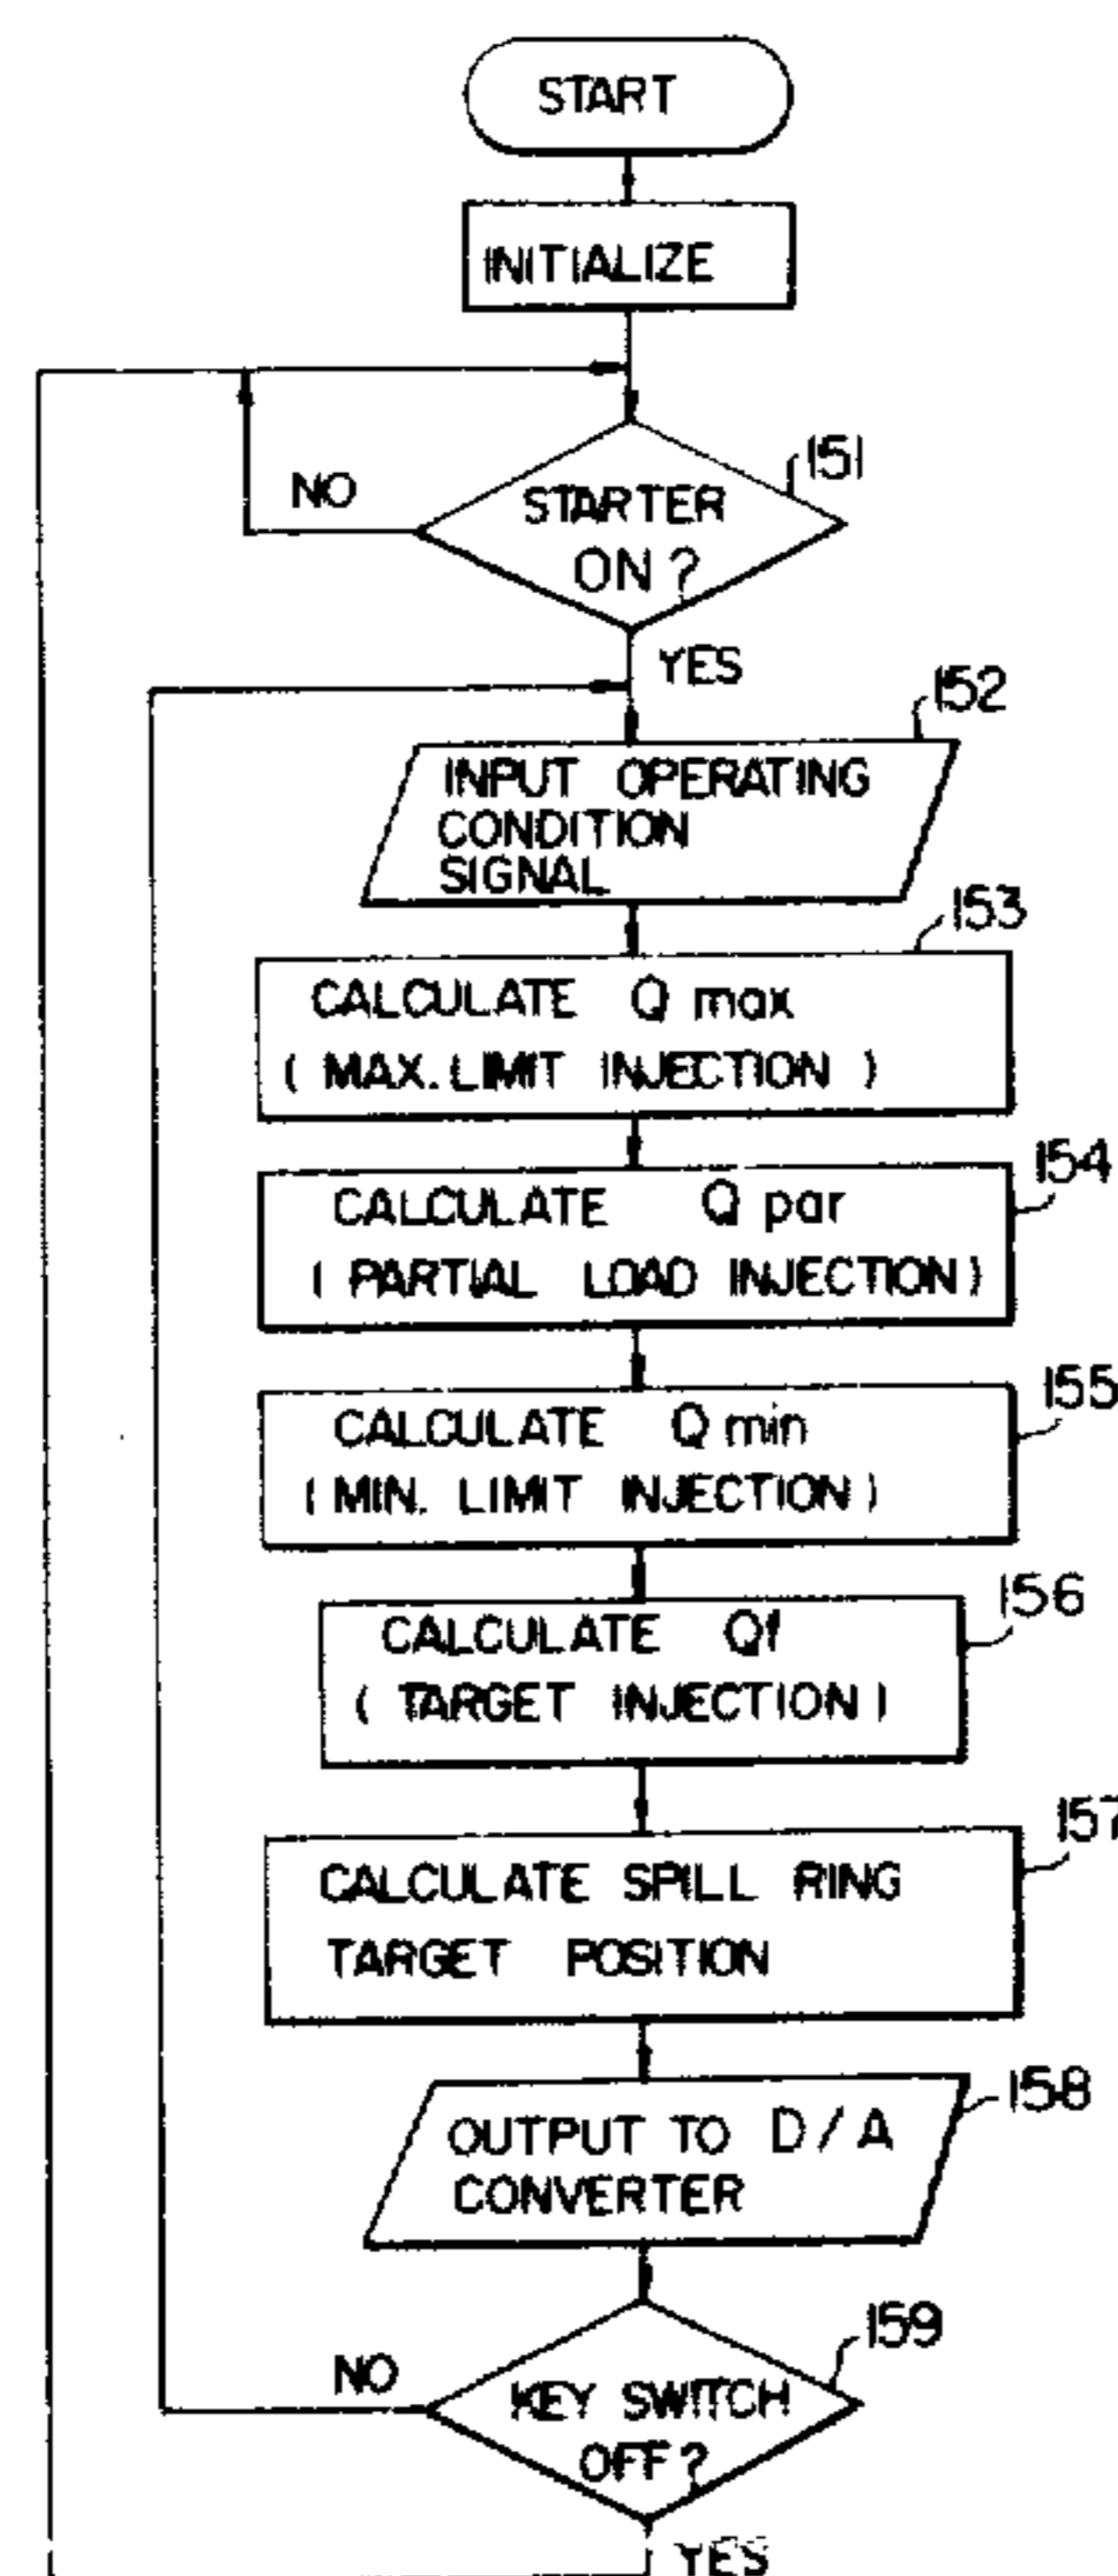 START
INITIALIZE
151
NO
STARTER
ON?
YES
152
INPUT OPERATING
CONDITION
SIGNAL
153
CALCULATE Q max
( MAX. LIMIT INJECTION )
154
CALCULATE Q par
( PARTIAL LOAD INJECTION )
155
CALCULATE Q min
( MIN. LIMIT INJECTION )
156
CALCULATE Qf
( TARGET INJECTION )
157
CALCULATE SPILL RING
TARGET POSITION
158
OUTPUT TO D/A
CONVERTER
159
NO
KEY SWITCH
OFF?
YES